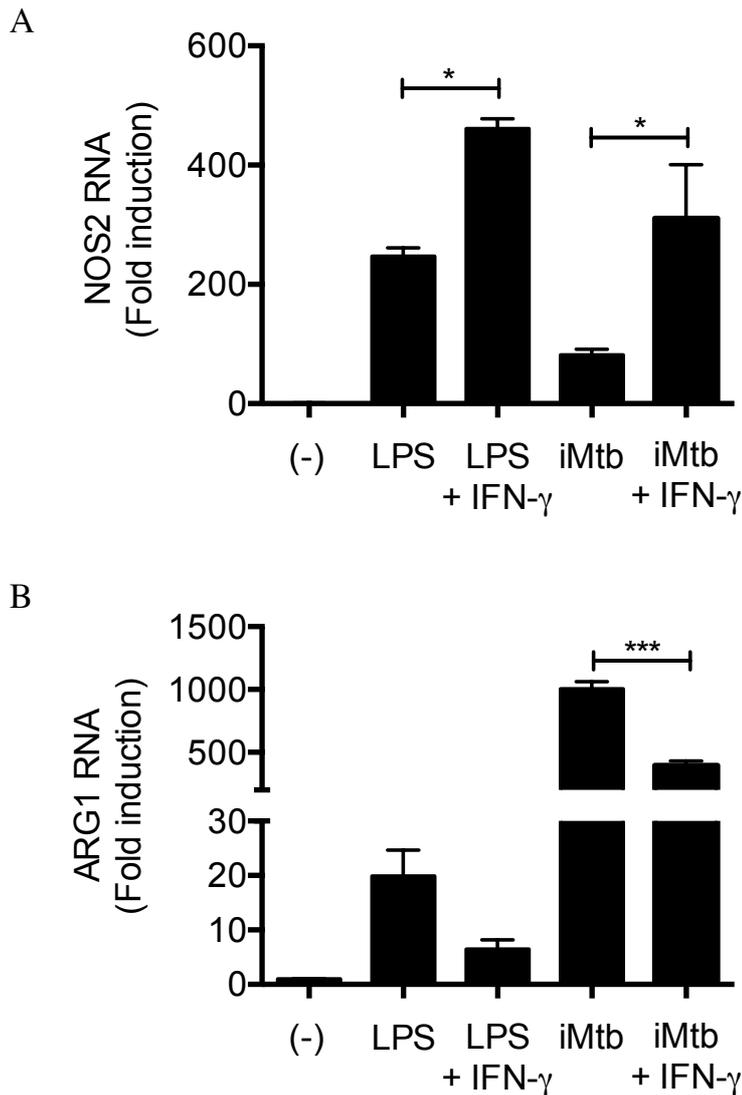 A
NOS2 RNA
(Fold induction)
600
400
200
0
*
*
(-)
LPS
LPS
+ IFN-γ
iMtb
iMtb
+ IFN-γ
B
ARG1 RNA
(Fold induction)
1500
1000
500
30
20
10
0
***
(-)
LPS
LPS
+ IFN-γ
iMtb
iMtb
+ IFN-γ